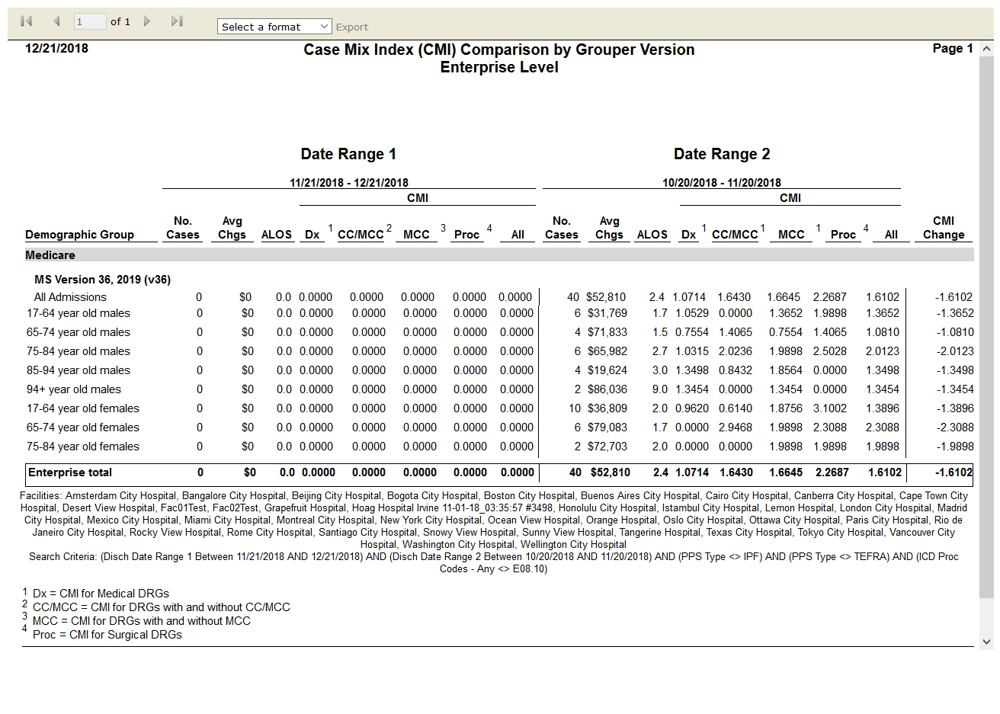 1 of 1 Select a format Export
12/21/2018 Case Mix Index (CMI) Comparison by Grouper Version Page 1
Enterprise Level
Date Range 1 Date Range 2
11/21/2018 - 12/21/2018 10/20/2018 - 11/20/2018
CMI CMI
No. Avg No. Avg CMI
Demographic Group Cases Chgs ALOS Dx 1 CC/MCC 2 MCC 3 Proc 4 All Cases Chgs ALOS Dx 1 CC/MCC 1 MCC 1 Proc 4 All Change
Medicare
MS Version 36, 2019 (v36)
All Admissions 0 $0 0.0 0.0000 0.0000 0.0000 0.0000 0.0000 40 $52,810 2.4 1.0714 1.6430 1.6645 2.2687 1.6102 -1.6102
17-64 year old males 0 $0 0.0 0.0000 0.0000 0.0000 0.0000 0.0000 6 $31,769 1.7 1.0529 0.0000 1.3652 1.9898 1.3652 -1.3652
65-74 year old males 0 $0 0.0 0.0000 0.0000 0.0000 0.0000 0.0000 4 $71,833 1.5 0.7554 1.4065 0.7554 1.4065 1.0810 -1.0810
75-84 year old males 0 $0 0.0 0.0000 0.0000 0.0000 0.0000 0.0000 6 $65,982 2.7 1.0315 2.0236 1.9898 2.5028 2.0123 -2.0123
85-94 year old males 0 $0 0.0 0.0000 0.0000 0.0000 0.0000 0.0000 4 $19,624 3.0 1.3498 0.8432 1.8564 0.0000 1.3498 -1.3498
94+ year old males 0 $0 0.0 0.0000 0.0000 0.0000 0.0000 0.0000 2 $86,036 9.0 1.3454 0.0000 1.3454 0.0000 1.3454 -1.3454
17-64 year old females 0 $0 0.0 0.0000 0.0000 0.0000 0.0000 0.0000 10 $36,809 2.0 0.9620 0.6140 1.8756 3.1002 1.3896 -1.3896
65-74 year old females 0 $0 0.0 0.0000 0.0000 0.0000 0.0000 0.0000 6 $79,083 1.7 0.0000 2.9468 1.9898 2.3088 2.3088 -2.3088
75-84 year old females 0 $0 0.0 0.0000 0.0000 0.0000 0.0000 0.0000 2 $72,703 2.0 0.0000 0.0000 1.9898 1.9898 1.9898 -1.9898
Enterprise total 0 $0 0.0 0.0000 0.0000 0.0000 0.0000 0.0000 40 $52,810 2.4 1.0714 1.6430 1.6645 2.2687 1.6102 -1.6102
Facilities: Amsterdam City Hospital, Bangalore City Hospital, Beijing City Hospital, Bogota City Hospital, Boston City Hospital, Buenos Aires City Hospital, Cairo City Hospital, Canberra City Hospital, Cape Town City
Hospital, Desert View Hospital, Fac01Test, Fac02Test, Grapefruit Hospital, Hoag Hospital Irvine 11-01-18_03:35:57 #3498, Honolulu City Hospital, Istambul City Hospital, Lemon Hospital, London City Hospital, Madrid
City Hospital, Mexico City Hospital, Miami City Hospital, Montreal City Hospital, New York City Hospital, Ocean View Hospital, Orange Hospital, Oslo City Hospital, Ottawa City Hospital, Paris City Hospital, Rio de
Janeiro City Hospital, Rocky View Hospital, Rome City Hospital, Santiago City Hospital, Snowy View Hospital, Sunny View Hospital, Tangerine Hospital, Texas City Hospital, Tokyo City Hospital, Vancouver City
Hospital, Washington City Hospital, Wellington City Hospital
Search Criteria: (Disch Date Range 1 Between 11/21/2018 AND 12/21/2018) AND (Disch Date Range 2 Between 10/20/2018 AND 11/20/2018) AND (PPS Type <> IPF) AND (PPS Type <> TEFRA) AND (ICD Proc
Codes - Any <> E08.10)
1 Dx = CMI for Medical DRGs
2 CC/MCC = CMI for DRGs with and without CC/MCC
3 MCC = CMI for DRGs with and without MCC
4 Proc = CMI for Surgical DRGs